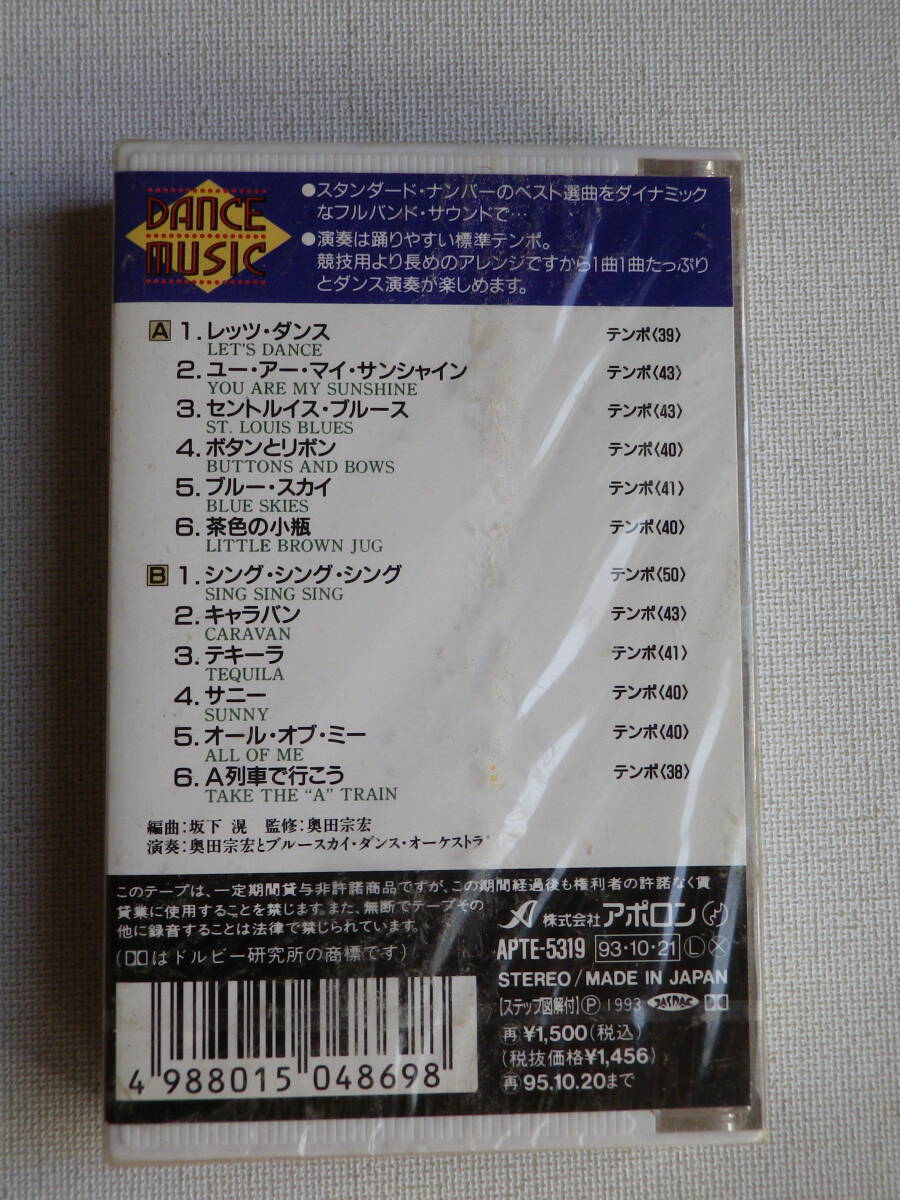 DANCE
MUSIC
●スタンダード・ナンバーのベスト選曲をダイナミック
なフルバンド・サウンドで…
●演奏は踊りやすい標準テンポ。
競技用より長めのアレンジですから1曲1曲たっぷり
とダンス演奏が楽しめます。
A 1. レッツ・ダンス テンポ〈39〉
LET'S DANCE
2. ユー・アー・マイ・サンシャイン テンポ〈43〉
YOU ARE MY SUNSHINE
3. セントルイス・ブルース テンポ〈43〉
ST. LOUIS BLUES
4. ボタンとリボン テンポ〈40〉
BUTTONS AND BOWS
5. ブルー・スカイ テンポ〈41〉
BLUE SKIES
6. 茶色の小瓶 テンポ〈40〉
LITTLE BROWN JUG
B 1. シング・シング・シング テンポ〈50〉
SING SING SING
2. キャラバン テンポ〈43〉
CARAVAN
3. テキーラ テンポ〈41〉
TEQUILA
4. サニー テンポ〈40〉
SUNNY
5. オール・オブ・ミー テンポ〈40〉
ALL OF ME
6. A列車で行こう テンポ〈38〉
TAKE THE "A" TRAIN
編曲:坂下 滉 監修:奥田宗宏
演奏:奥田宗宏とブルースカイ・ダンス・オーケストラ
このテープは、一定期間貸与非許諾商品ですが、この期間経過後も権利者の許諾なく賃
貸業に使用することを禁じます。また、無断でテープその
他に録音することは法律で禁じられています。
(DDはドルビー研究所の商標です)
株式会社アポロン
APTE-5319 93・10・21 Ⓛ Ⓧ
STEREO/MADE IN JAPAN
【ステップ図解付】 Ⓟ 1993 JASRAC
再 ¥1,500(税込)
(税抜価格¥1,456)
再 95.10.20まで
4 988015 048698